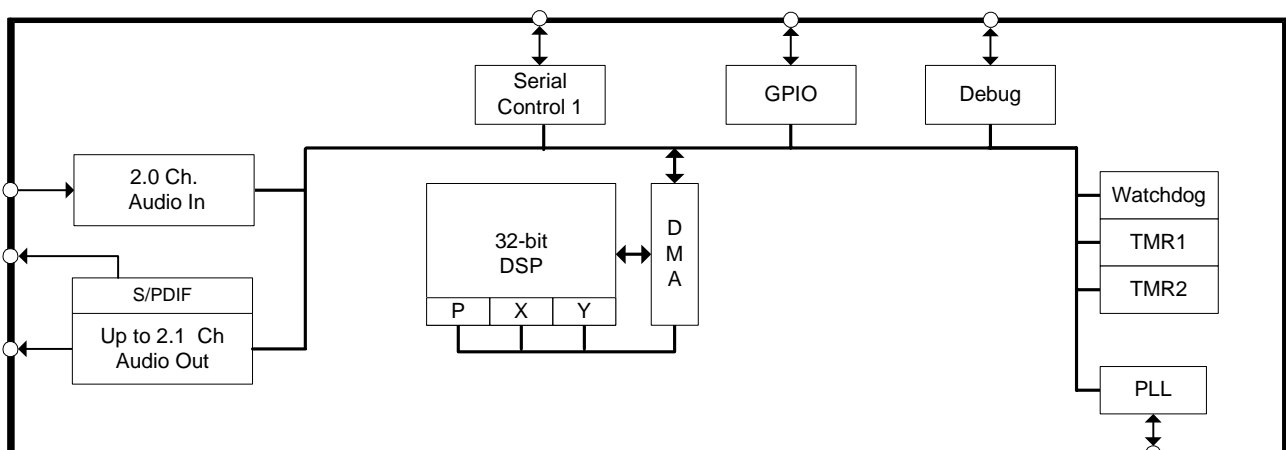 Serial
Control 1
GPIO
Debug
2.0 Ch.
Audio In
32-bit
DSP
P X Y
D
M
A
Watchdog
TMR1
TMR2
S/PDIF
Up to 2.1 Ch
Audio Out
PLL